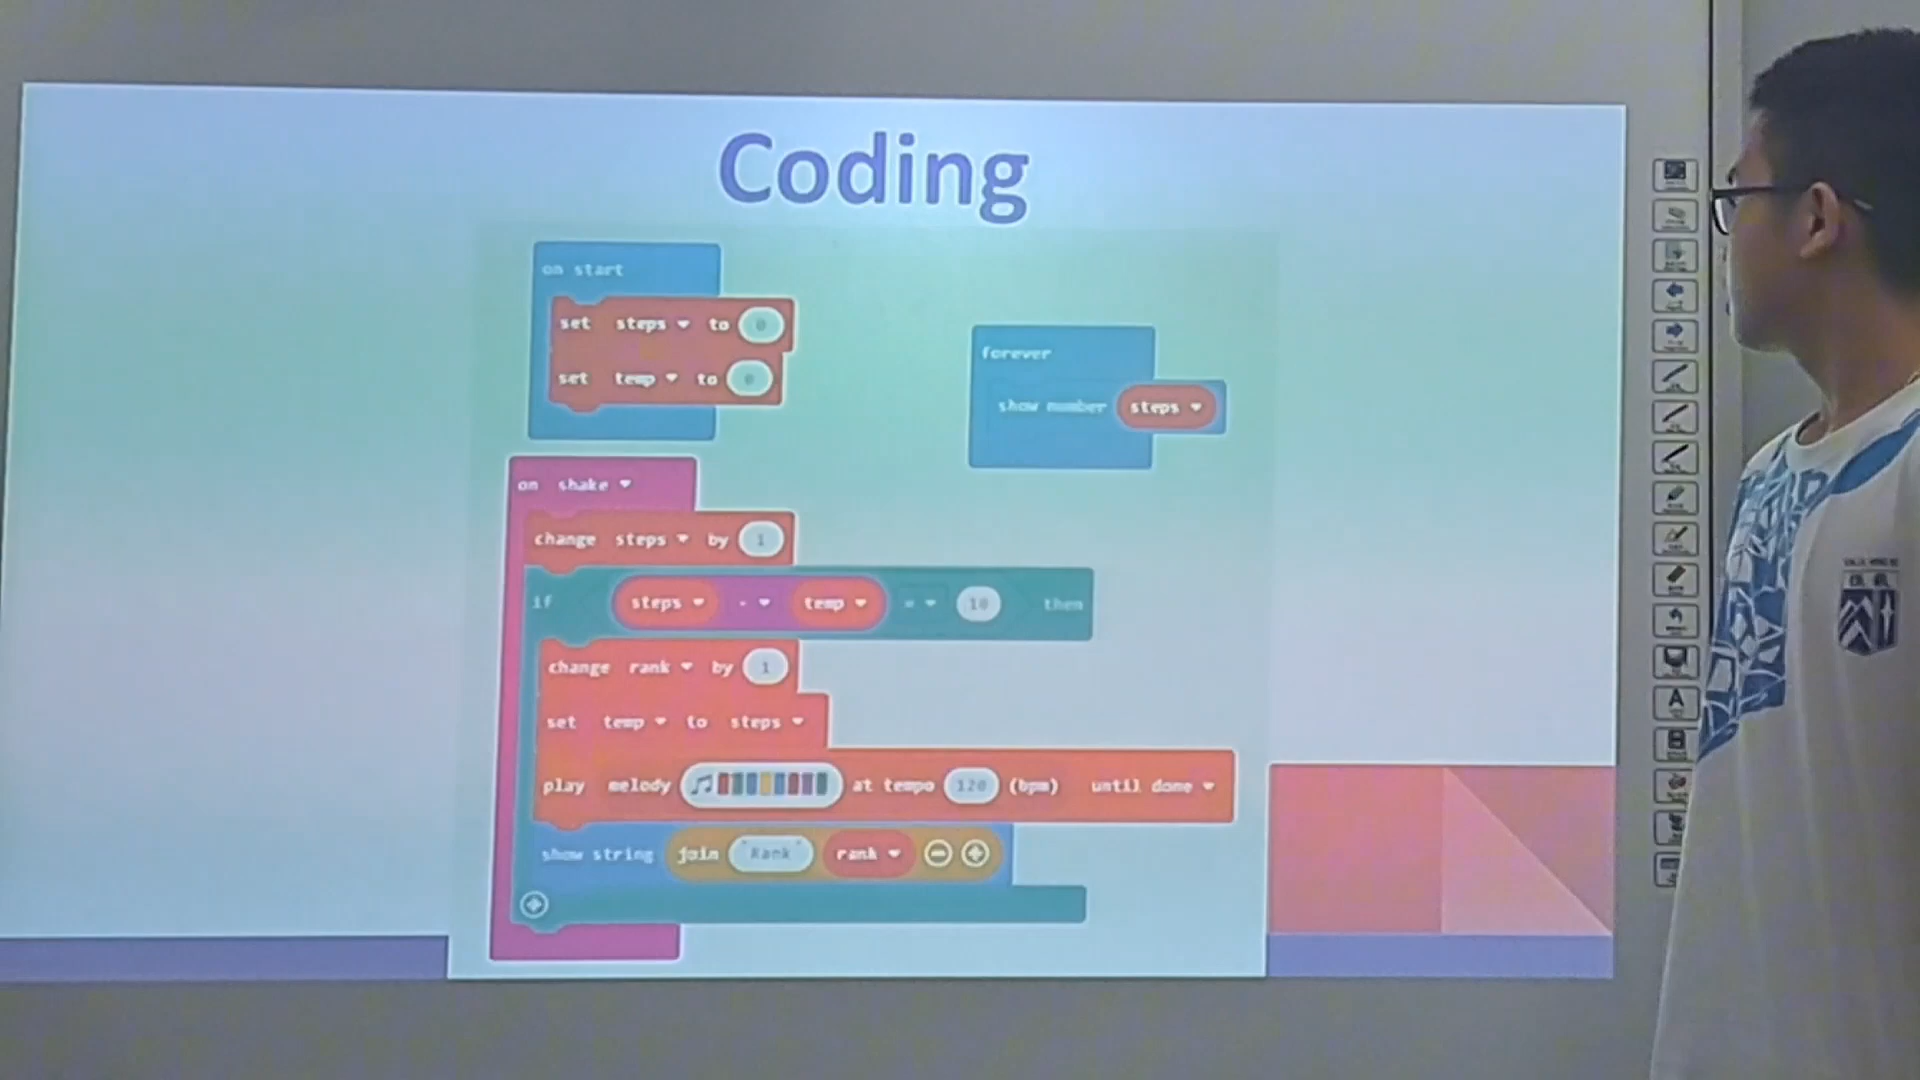 Coding
on start
set steps to 0
set temp to 0
forever
show number steps
on shake
change steps by 1
if steps - temp = 10 then
change rank by 1
set temp to steps
play melody at tempo 120 (bpm) until done
show string join "Rank" rank
A